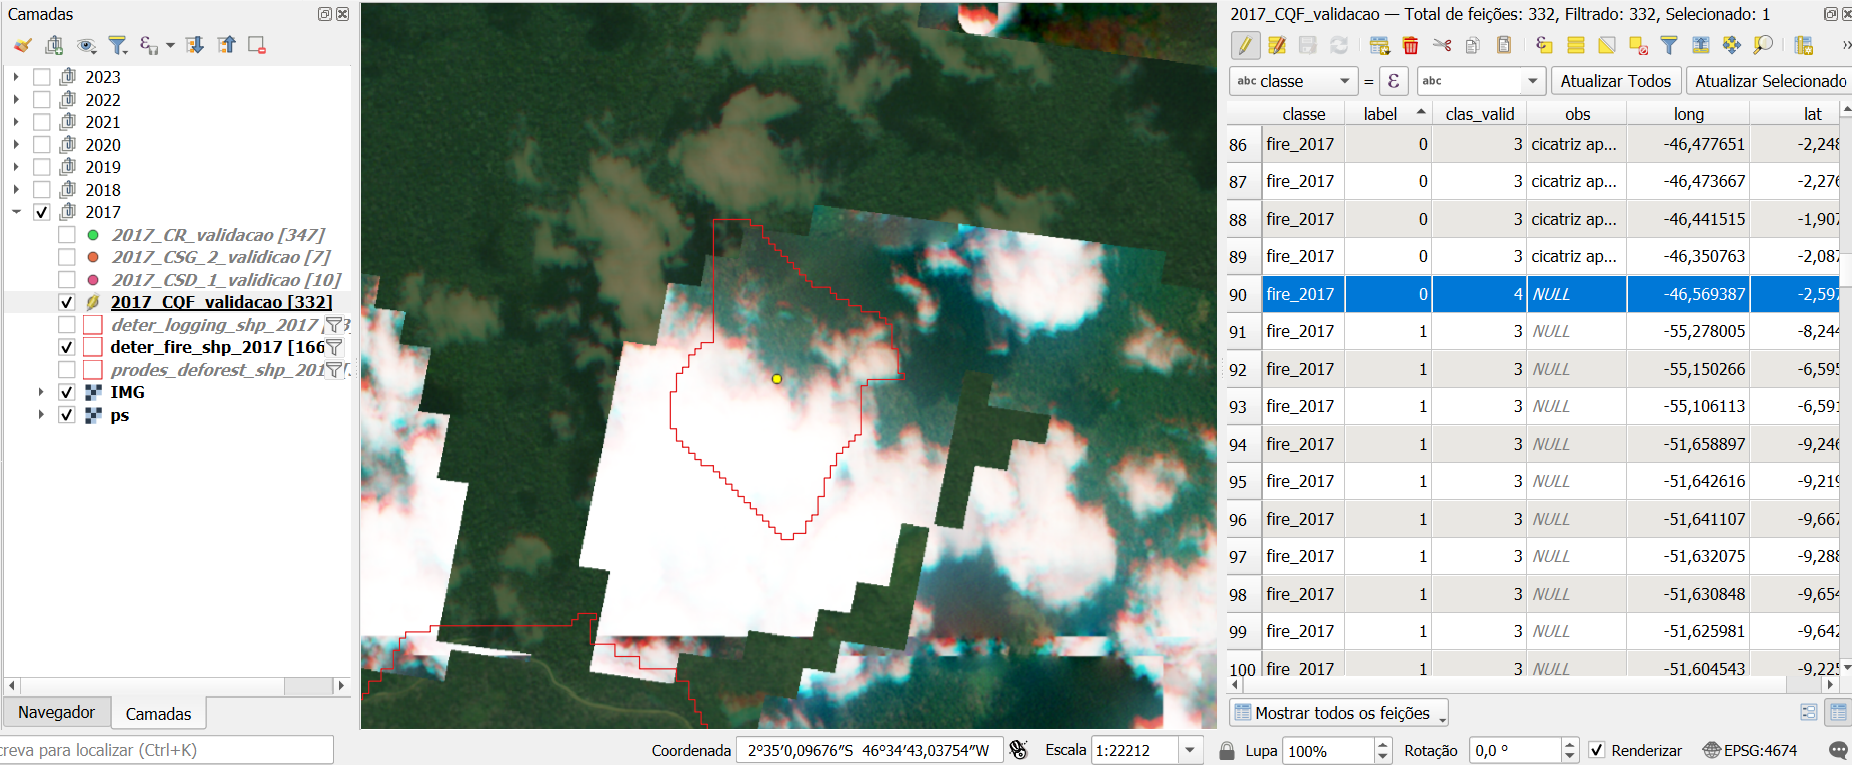 Camadas
2023
2022
2021
2020
2019
2018
2017
2017_CR_validacao [347]
2017_CSG_2_validicao [7]
2017_CSD_1_validicao [10]
2017_CQF_validacao [332]
deter_logging_shp_2017
deter_fire_shp_2017 [166
prodes_deforest_shp_201
IMG
ps
Navegador
Camadas
creva para localizar (Ctrl+K)
2017_CQF_validacao — Total de feições: 332, Filtrado: 332, Selecionado: 1
abc classe = ε abc Atualizar Todos Atualizar Selecionado
classe label clas_valid obs long lat
86 fire_2017 0 3 cicatriz ap... -46,477651 -2,248
87 fire_2017 0 3 cicatriz ap... -46,473667 -2,276
88 fire_2017 0 3 cicatriz ap... -46,441515 -1,907
89 fire_2017 0 3 cicatriz ap... -46,350763 -2,087
90 fire_2017 0 4 NULL -46,569387 -2,597
91 fire_2017 1 3 NULL -55,278005 -8,244
92 fire_2017 1 3 NULL -55,150266 -6,595
93 fire_2017 1 3 NULL -55,106113 -6,591
94 fire_2017 1 3 NULL -51,658897 -9,246
95 fire_2017 1 3 NULL -51,642616 -9,219
96 fire_2017 1 3 NULL -51,641107 -9,667
97 fire_2017 1 3 NULL -51,632075 -9,288
98 fire_2017 1 3 NULL -51,630848 -9,654
99 fire_2017 1 3 NULL -51,625981 -9,642
100 fire_2017 1 3 NULL -51,604543 -9,225
Mostrar todos os feições
Coordenada 2°35′0,09676″S 46°34′43,03754″W Escala 1:22212 Lupa 100% Rotação 0,0 ° Renderizar EPSG:4674